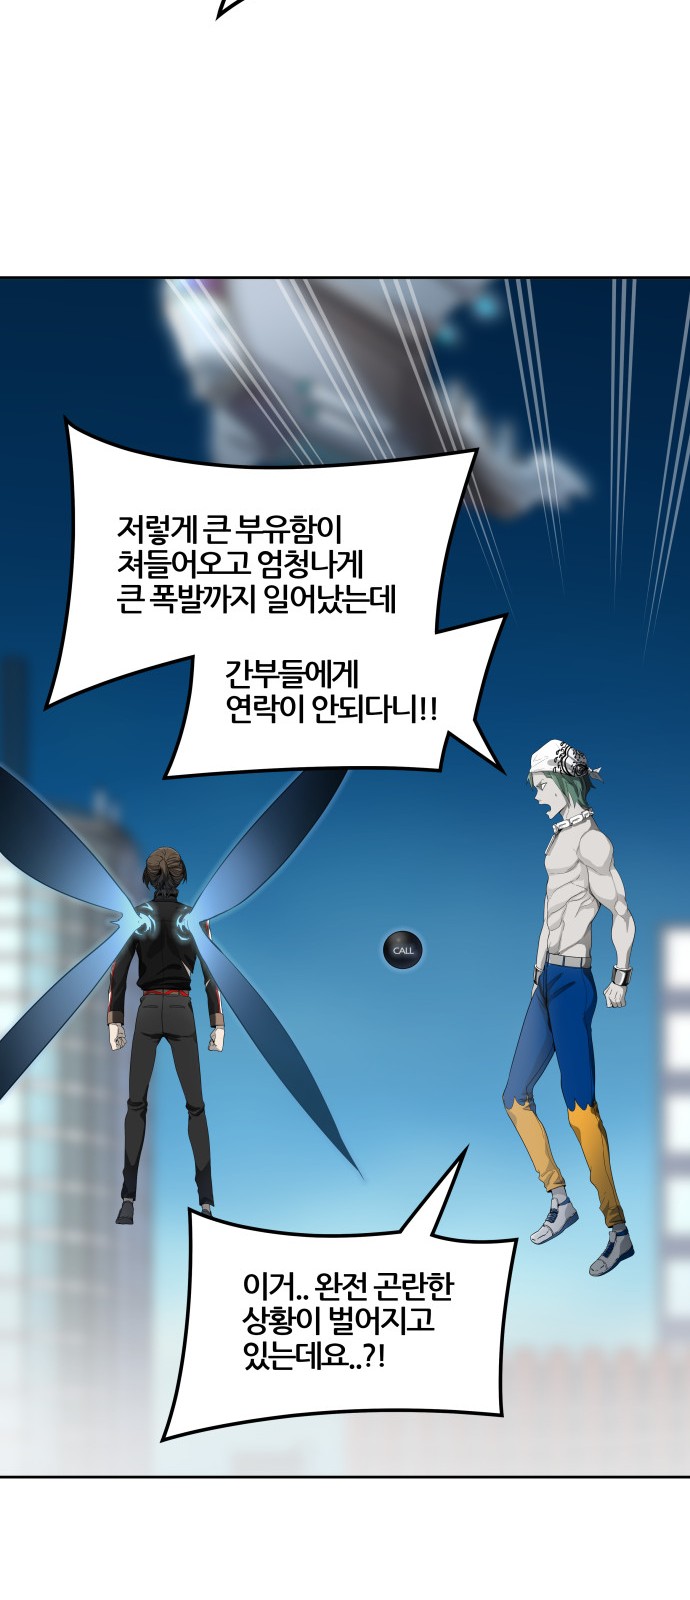 저렇게 큰 부유함이
쳐들어오고 엄청나게
큰 폭발까지 일어났는데
간부들에게
연락이 안되다니!!
CALL
이거.. 완전 곤란한
상황이 벌어지고
있는데요..?!